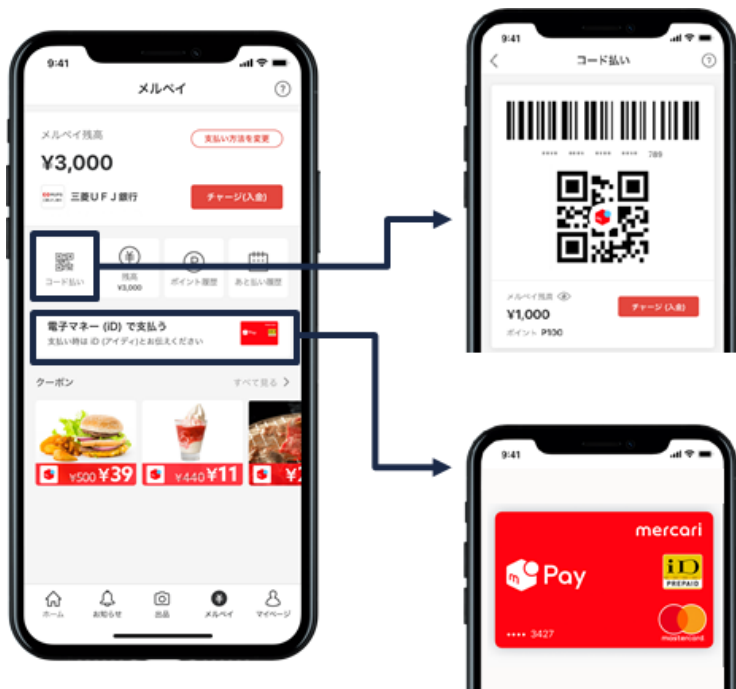 9:41
メルペイ
?
メルペイ残高
支払い方法を変更
¥3,000
三菱UFJ銀行
チャージ(入金)
コード払い
残高
¥3,000
P
ポイント履歴
あと払い履歴
電子マネー (iD) で支払う
支払い時は iD (アイディ)とお伝えください
クーポン
すべて見る
¥500 ¥39
¥440 ¥11
ホーム
お知らせ
出品
メルペイ
マイページ
9:41
コード払い
?
•••• •••• •••• •••• 789
メルペイ残高
¥1,000
チャージ (入金)
ポイント P100
9:41
mercari
m Pay
iD
PREPAID
•••• 3427
mastercard